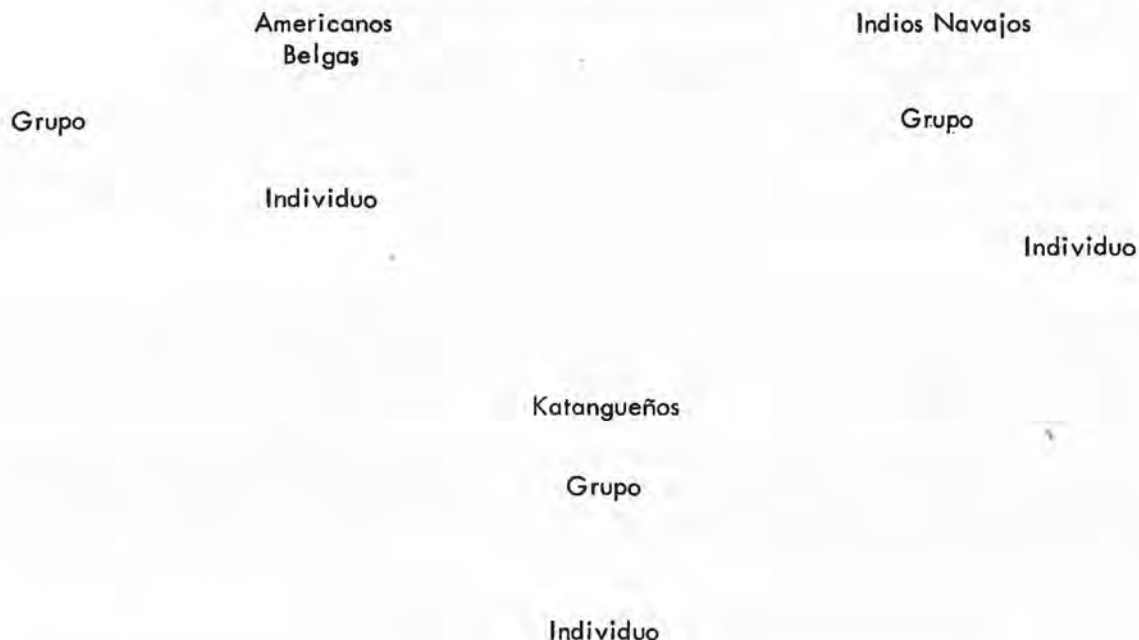 Americanos
Belgas
Grupo
Individuo
Indios Navajos
Grupo
Individuo
Katangueños
Grupo
Individuo